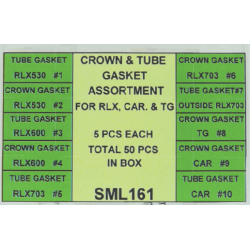 TUBE GASKET
RLX530 #1
CROWN GASKET
RLX530 #2
TUBE GASKET
RLX600 #3
CROWN GASKET
RLX600 #4
TUBE GASKET
RLX703 #5
CROWN & TUBE
GASKET
ASSORTMENT
FOR RLX, CAR. & TG
5 PCS EACH
TOTAL 50 PCS
IN BOX
SML161
CROWN GASKET
RLX703 #6
TUBE GASKET#7
OUTSIDE RLX703
CROWN GASKET
TG #8
CROWN GASKET
CAR #9
TUBE GASKET
CAR #10